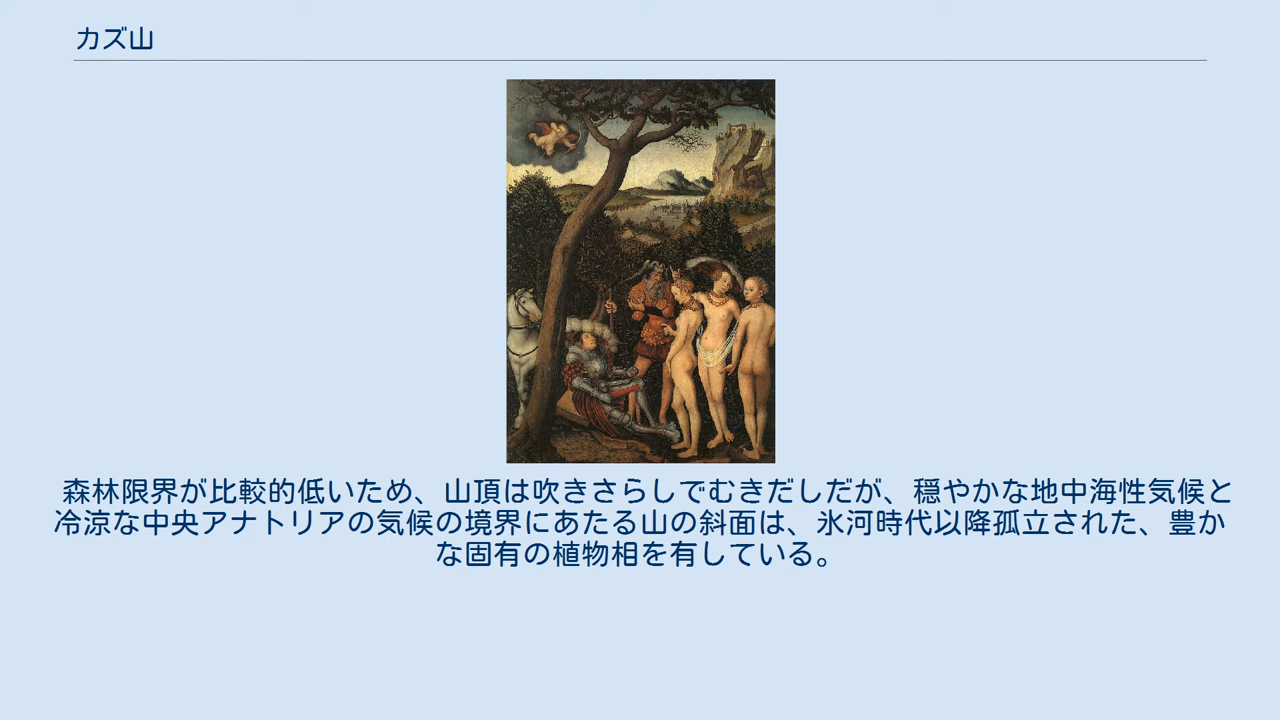 カズ山
森林限界が比較的低いため、山頂は吹きさらしでむきだしだが、穏やかな地中海性気候と
冷涼な中央アナトリアの気候の境界にあたる山の斜面は、氷河時代以降孤立された、豊か
な固有の植物相を有している。